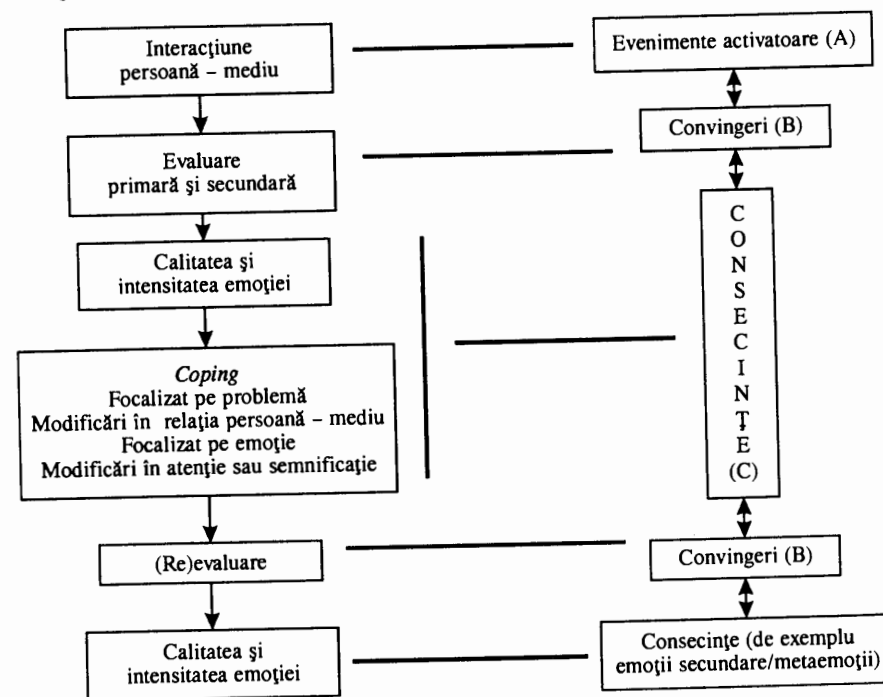 Interacţiune
persoană – mediu
Evaluare
primară şi secundară
Calitatea şi
intensitatea emoţiei
Coping
Focalizat pe problemă
Modificări în relaţia persoană – mediu
Focalizat pe emoţie
Modificări în atenţie sau semnificaţie
(Re)evaluare
Calitatea şi
intensitatea emoţiei
Evenimente activatoare (A)
Convingeri (B)
C
O
N
S
E
C
I
N
Ţ
E
(C)
Convingeri (B)
Consecinţe (de exemplu
emoţii secundare/metaemoţii)